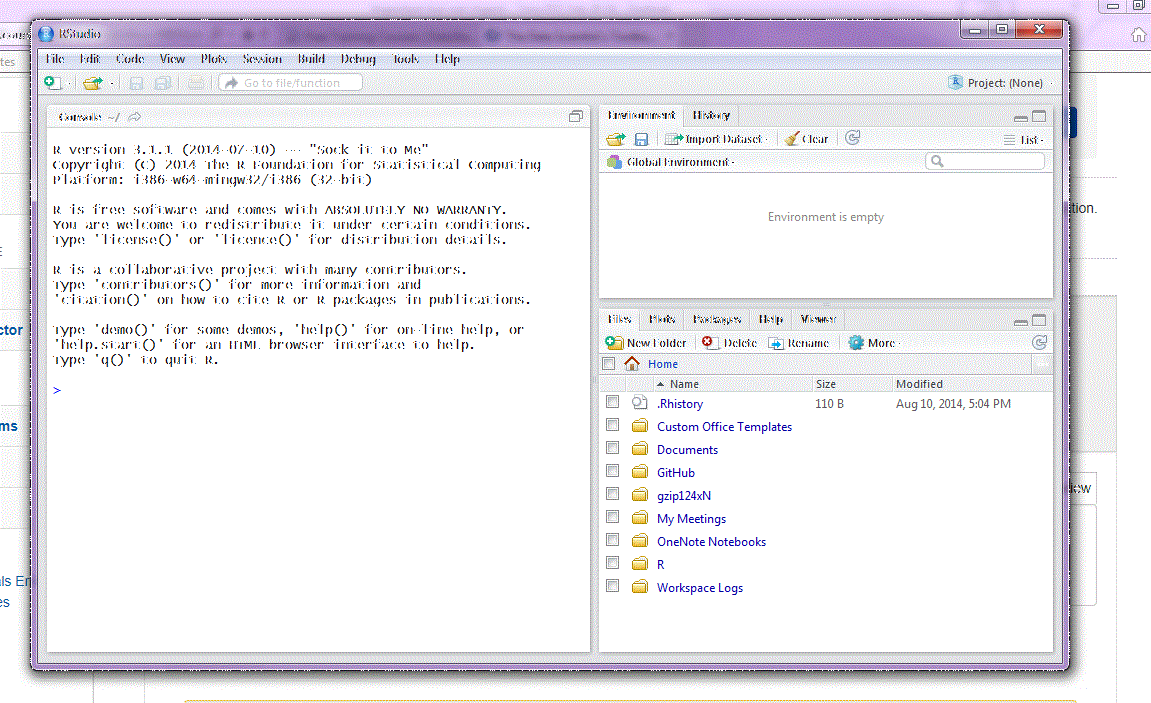 RStudio
File Edit Code View Plots Session Build Debug Tools Help
Go to file/function
Project: (None)
Console ~/
R version 3.1.1 (2014-07-10) -- "Sock it to Me"
Copyright (C) 2014 The R Foundation for Statistical Computing
Platform: i386-w64-mingw32/i386 (32-bit)
R is free software and comes with ABSOLUTELY NO WARRANTY.
You are welcome to redistribute it under certain conditions.
Type 'license()' or 'licence()' for distribution details.
R is a collaborative project with many contributors.
Type 'contributors()' for more information and
'citation()' on how to cite R or R packages in publications.
Type 'demo()' for some demos, 'help()' for on-line help, or
'help.start()' for an HTML browser interface to help.
Type 'q()' to quit R.
>
Environment History
Import Dataset Clear List
Global Environment
Environment is empty
Files Plots Packages Help Viewer
New Folder Delete Rename More
Home
Name Size Modified
.Rhistory 110 B Aug 10, 2014, 5:04 PM
Custom Office Templates
Documents
GitHub
gzip124xN
My Meetings
OneNote Notebooks
R
Workspace Logs
tion.
ctor
ms
als En
es